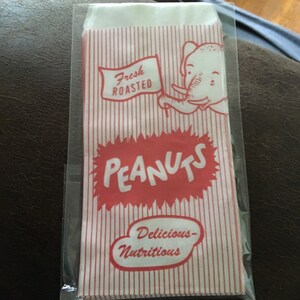 Fresh
ROASTED
PEANUTS
Delicious-
Nutritious